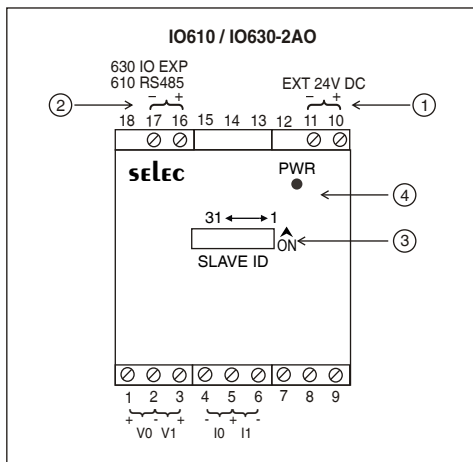 IO610 / IO630-2AO
630 IO EXP
610 RS485
− +
EXT 24V DC
− +
2
1
18 17 16 15 14 13 12 11 10
selec
PWR
4
31 1
ON
3
SLAVE ID
1 2 3 4 5 6 7 8 9
+ - + - + -
V0 V1 I0 I1